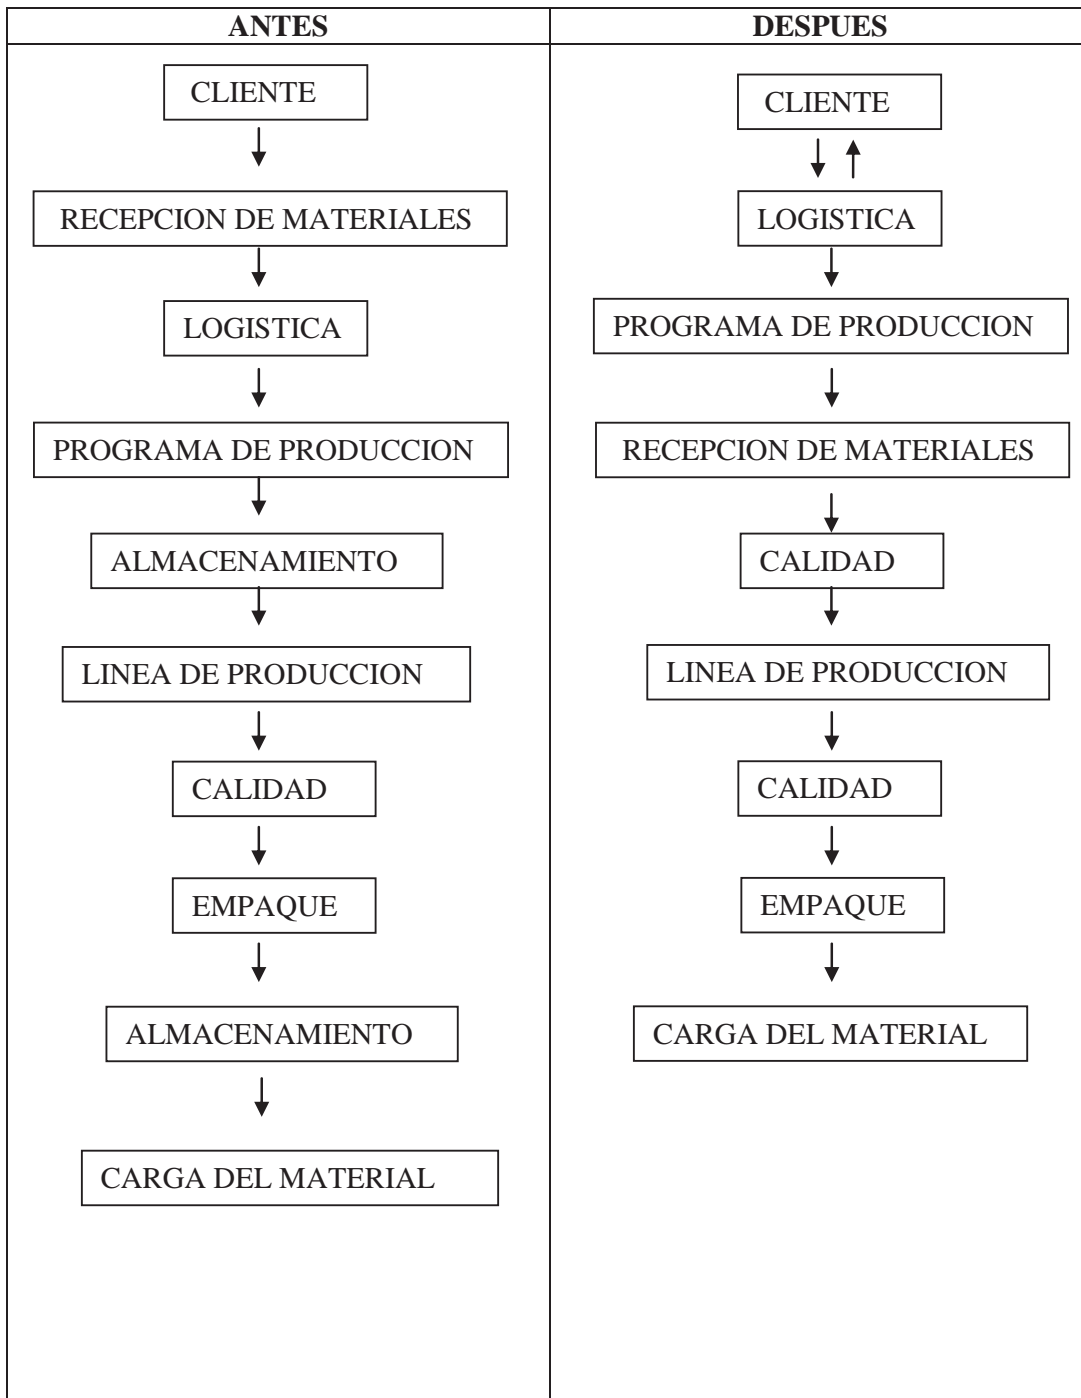 ANTES
CLIENTE
RECEPCION DE MATERIALES
LOGISTICA
PROGRAMA DE PRODUCCION
ALMACENAMIENTO
LINEA DE PRODUCCION
CALIDAD
EMPAQUE
ALMACENAMIENTO
CARGA DEL MATERIAL
DESPUES
CLIENTE
LOGISTICA
PROGRAMA DE PRODUCCION
RECEPCION DE MATERIALES
CALIDAD
LINEA DE PRODUCCION
CALIDAD
EMPAQUE
CARGA DEL MATERIAL